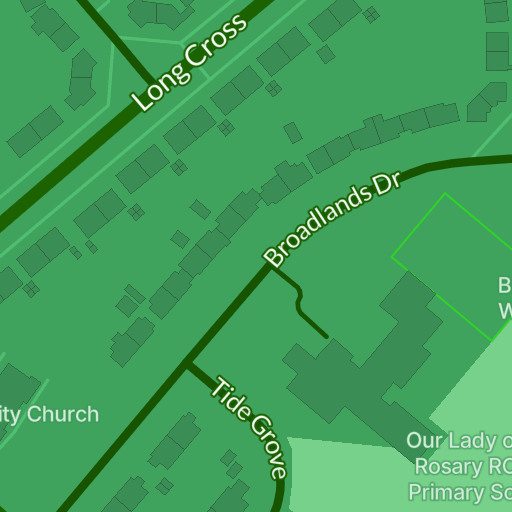 Long Cross
Broadlands Dr
B
W
Tide Grove
ity Church
Our Lady o
Rosary RC
Primary Sc